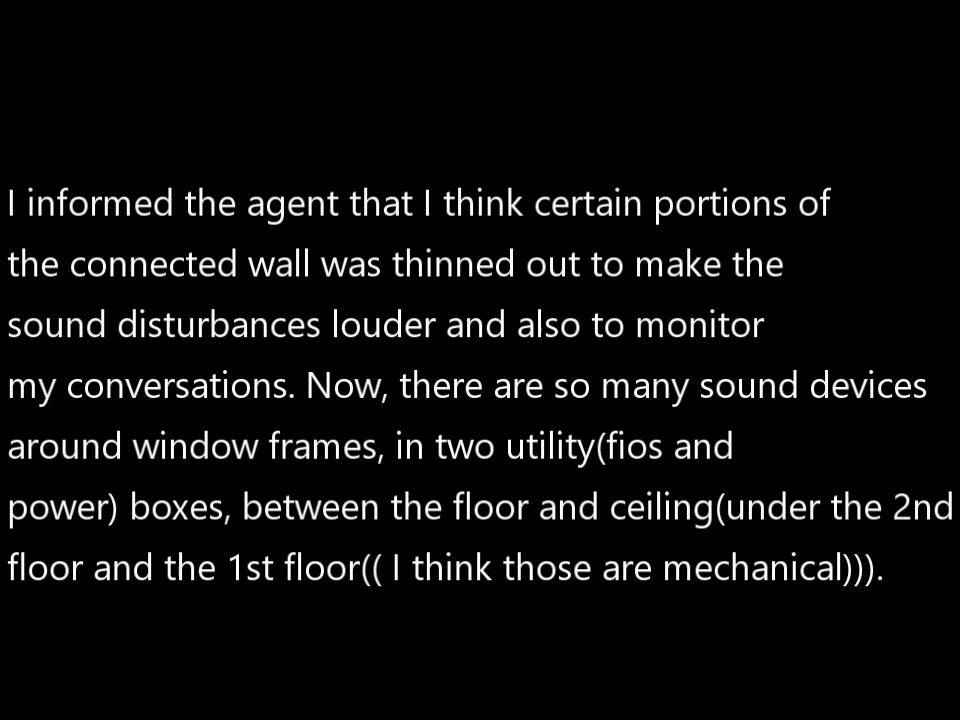 I informed the agent that I think certain portions of
the connected wall was thinned out to make the
sound disturbances louder and also to monitor
my conversations. Now, there are so many sound devices
around window frames, in two utility(fios and
power) boxes, between the floor and ceiling(under the 2nd
floor and the 1st floor(( I think those are mechanical))).